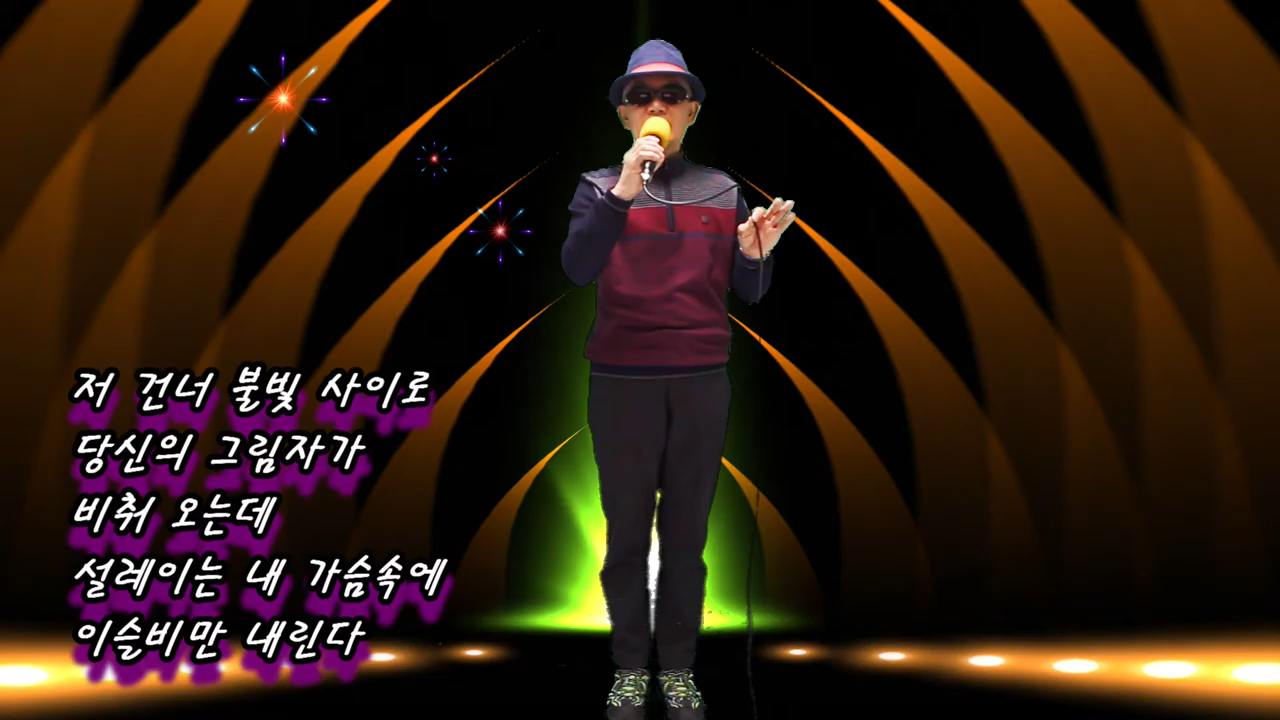 저 건너 불빛 사이로
당신의 그림자가
비춰 오는데
설레이는 내 가슴속에
이슬비만 내린다